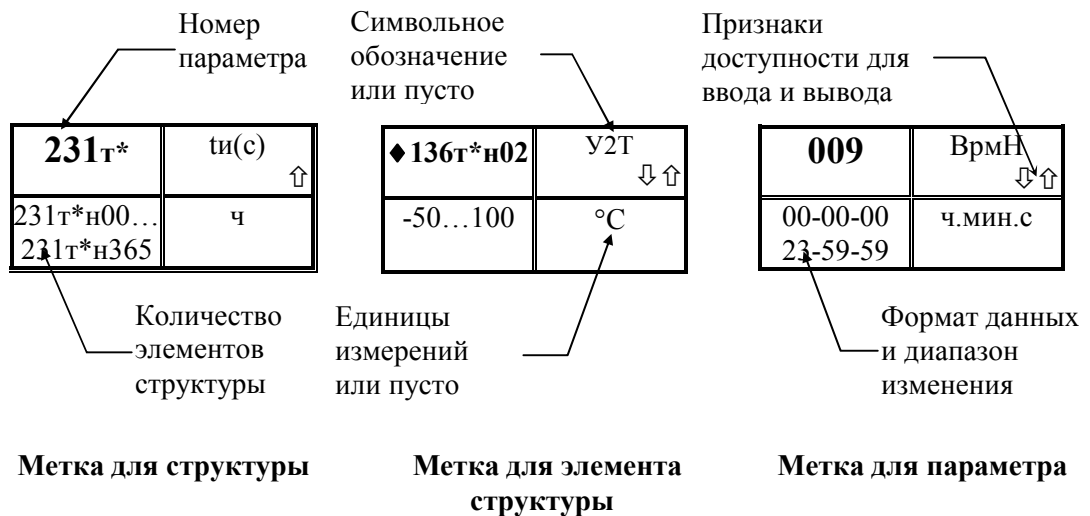 Номер
параметра
Символьное
обозначение
или пусто
Признаки
доступности для
ввода и вывода
231т*
tи(с)
⇧
231т*н00…
231т*н365
ч
♦136т*н02
У2Т
⇩⇧
-50…100
°С
009
ВрмН
⇩⇧
00-00-00
23-59-59
ч.мин.с
Количество
элементов
структуры
Единицы
измерений
или пусто
Формат данных
и диапазон
изменения
Метка для структуры
Метка для элемента
структуры
Метка для параметра